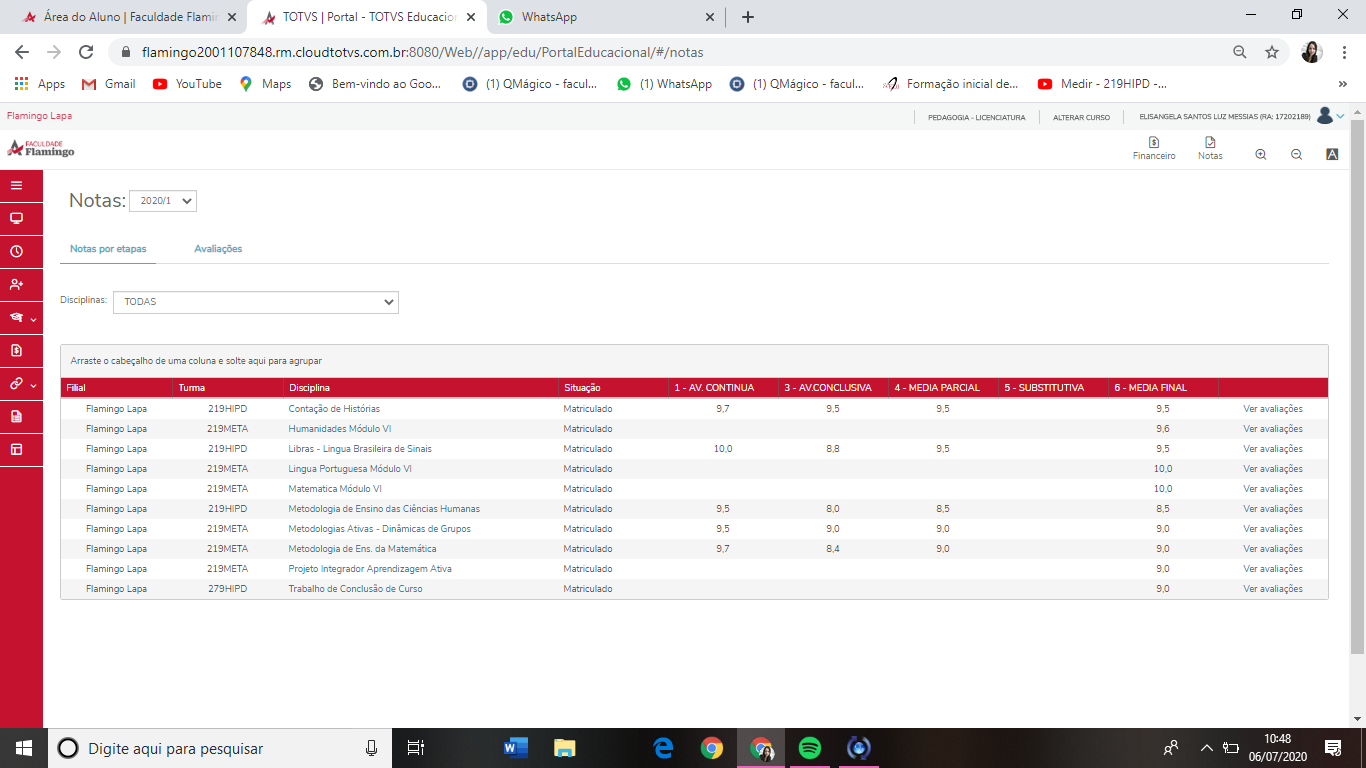 Área do Aluno | Faculdade Flamin
TOTVS | Portal - TOTVS Educacion
WhatsApp
flamingo2001107848.rm.cloudtotvs.com.br:8080/Web//app/edu/PortalEducacional/#/notas
Apps Gmail YouTube Maps Bem-vindo ao Goo... (1) QMágico - facul... (1) WhatsApp (1) QMágico - facul... Formação inicial de... Medir - 219HIPD -... »
Flamingo Lapa PEDAGOGIA - LICENCIATURA ALTERAR CURSO ELISANGELA SANTOS LUZ MESSIAS (RA: 17202189)
FACULDADE
Flamingo
Financeiro Notas A
Notas: 2020/1
Notas por etapas Avaliações
Disciplinas: TODAS
Arraste o cabeçalho de uma coluna e solte aqui para agrupar
Filial Turma Disciplina Situação 1 - AV. CONTINUA 3 - AV.CONCLUSIVA 4 - MEDIA PARCIAL 5 - SUBSTITUTIVA 6 - MEDIA FINAL
Flamingo Lapa 219HIPD Contação de Histórias Matriculado 9,7 9,5 9,5 9,5 Ver avaliações
Flamingo Lapa 219META Humanidades Módulo VI Matriculado 9,6 Ver avaliações
Flamingo Lapa 219HIPD Libras - Lingua Brasileira de Sinais Matriculado 10,0 8,8 9,5 9,5 Ver avaliações
Flamingo Lapa 219META Lingua Portuguesa Módulo VI Matriculado 10,0 Ver avaliações
Flamingo Lapa 219META Matematica Módulo VI Matriculado 10,0 Ver avaliações
Flamingo Lapa 219HIPD Metodologia de Ensino das Ciências Humanas Matriculado 9,5 8,0 8,5 8,5 Ver avaliações
Flamingo Lapa 219META Metodologias Ativas - Dinâmicas de Grupos Matriculado 9,5 9,0 9,0 9,0 Ver avaliações
Flamingo Lapa 219META Metodologia de Ens. da Matemática Matriculado 9,7 8,4 9,0 9,0 Ver avaliações
Flamingo Lapa 219META Projeto Integrador Aprendizagem Ativa Matriculado 9,0 Ver avaliações
Flamingo Lapa 279HIPD Trabalho de Conclusão de Curso Matriculado 9,0 Ver avaliações
Digite aqui para pesquisar
10:48
06/07/2020